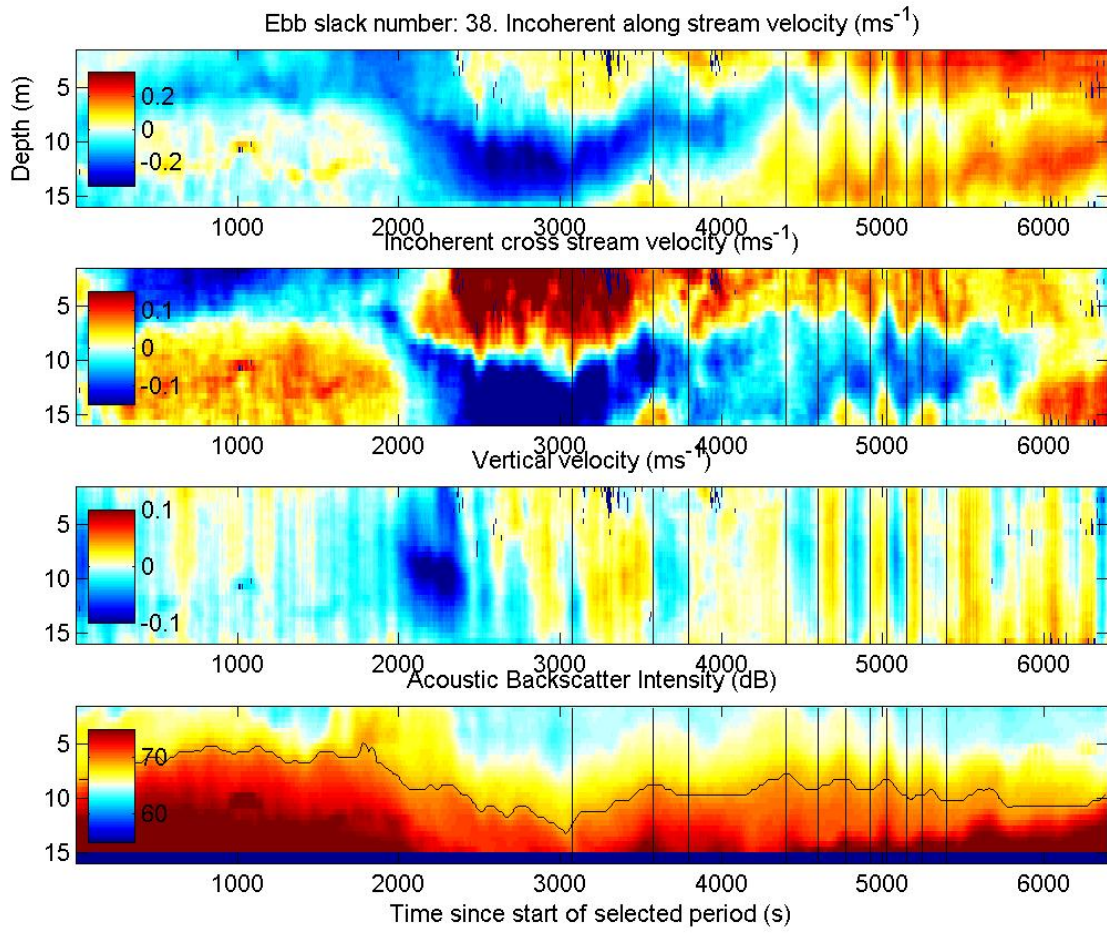 Ebb slack number: 38. Incoherent along stream velocity (ms⁻¹)
Depth (m)
5
10
15
0.2
0
-0.2
1000 2000 3000 4000 5000 6000
Incoherent cross stream velocity (ms⁻¹)
5
10
15
0.1
0
-0.1
1000 2000 3000 4000 5000 6000
Vertical velocity (ms⁻¹)
5
10
15
0.1
0
-0.1
1000 2000 3000 4000 5000 6000
Acoustic Backscatter Intensity (dB)
5
10
15
70
60
1000 2000 3000 4000 5000 6000
Time since start of selected period (s)